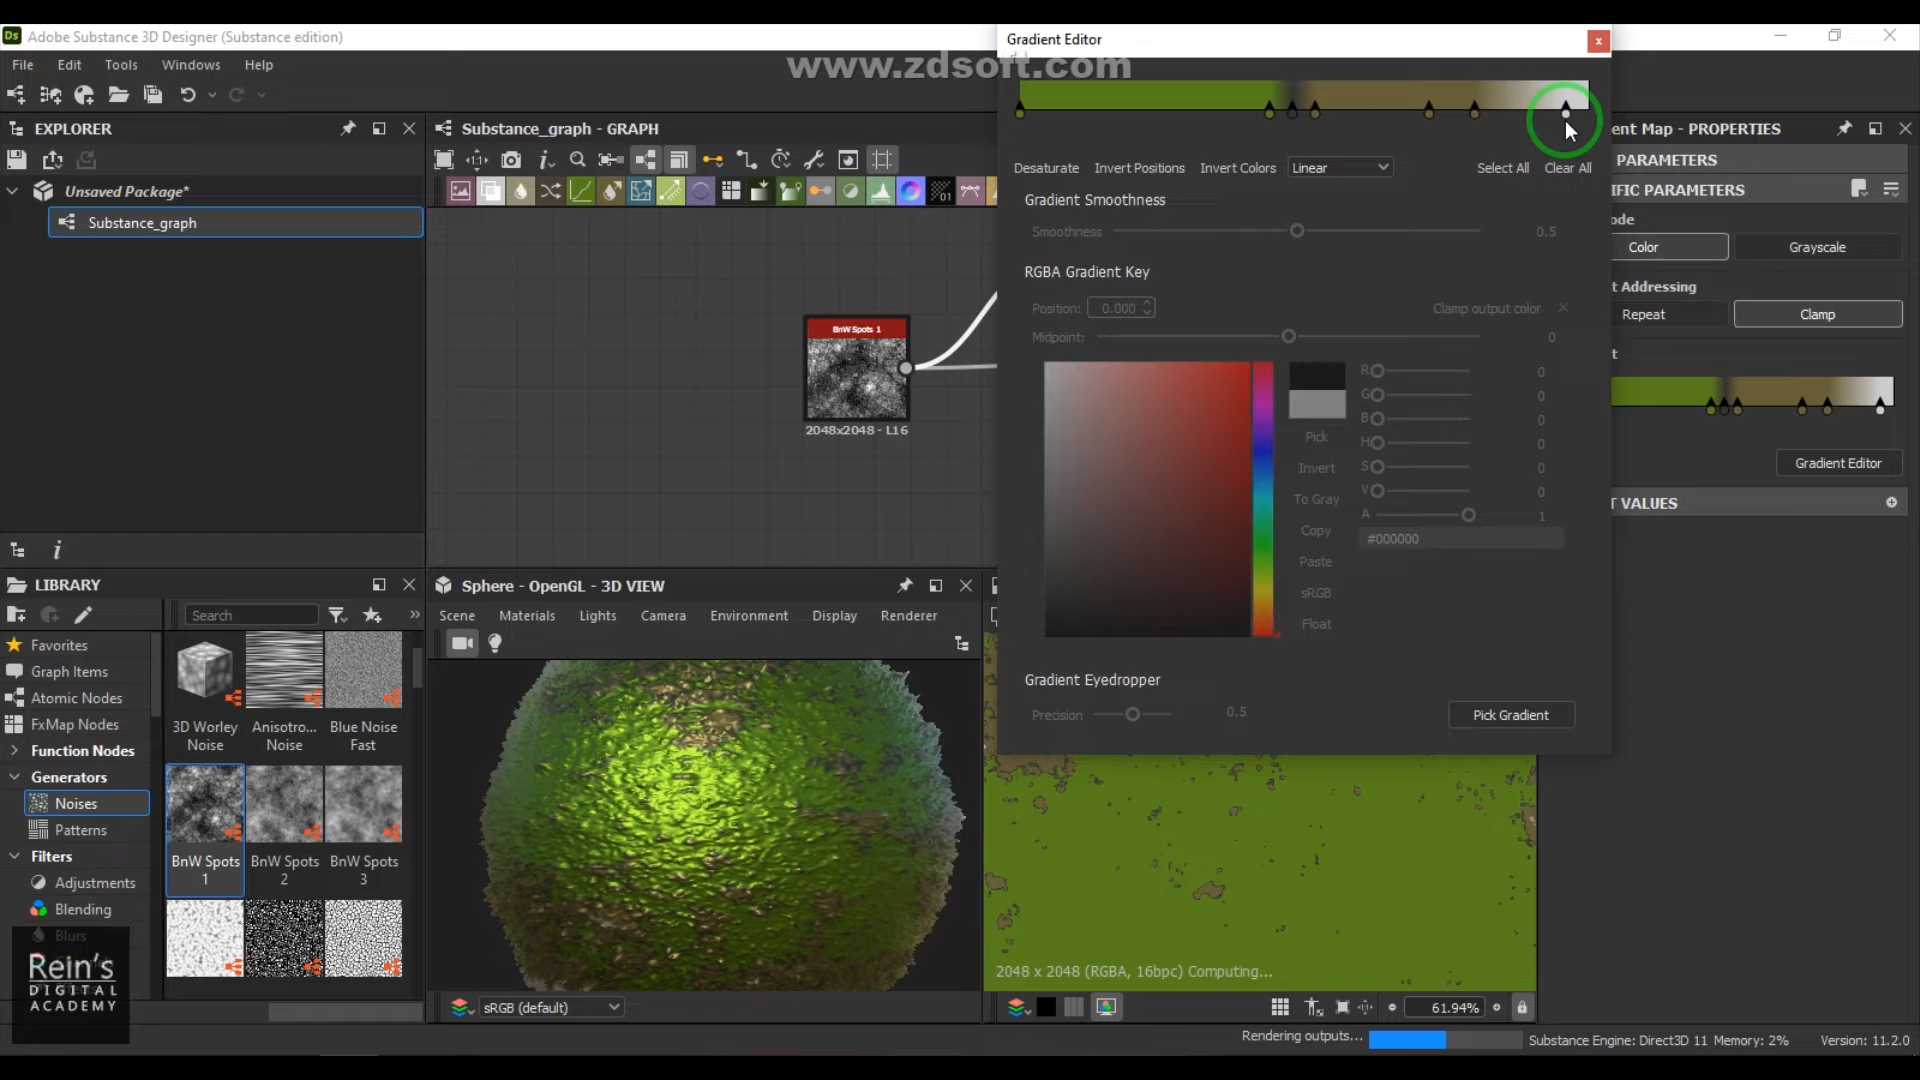 Ds Adobe Substance 3D Designer (Substance edition)
www.zdsoft.com
File Edit Tools Windows Help
EXPLORER
Unsaved Package*
Substance_graph
Substance_graph - GRAPH
01
BnW Spots 1
2048x2048 - L16
Gradient Editor
x
Desaturate Invert Positions Invert Colors Linear Select All Clear All
Gradient Smoothness
Smoothness 0.5
RGBA Gradient Key
Position: 0.000 Clamp output color
Midpoint: 0
R 0
G 0
B 0
H 0
S 0
V 0
A 1
#000000
Pick
Invert
To Gray
Copy
Paste
sRGB
Float
Gradient Eyedropper
Precision 0.5 Pick Gradient
ent Map - PROPERTIES
PARAMETERS
IFIC PARAMETERS
ode
Color Grayscale
t Addressing
Repeat Clamp
t
Gradient Editor
T VALUES
LIBRARY
Search
Favorites
Graph Items
Atomic Nodes
FxMap Nodes
Function Nodes
Generators
Noises
Patterns
Filters
Adjustments
Blending
Blurs
3D Worley Noise
Anisotro... Noise
Blue Noise Fast
BnW Spots 1
BnW Spots 2
BnW Spots 3
Rein's
DIGITAL
ACADEMY
Sphere - OpenGL - 3D VIEW
Scene Materials Lights Camera Environment Display Renderer
sRGB (default)
2048 x 2048 (RGBA, 16bpc) Computing...
61.94%
Rendering outputs... Substance Engine: Direct3D 11 Memory: 2% Version: 11.2.0